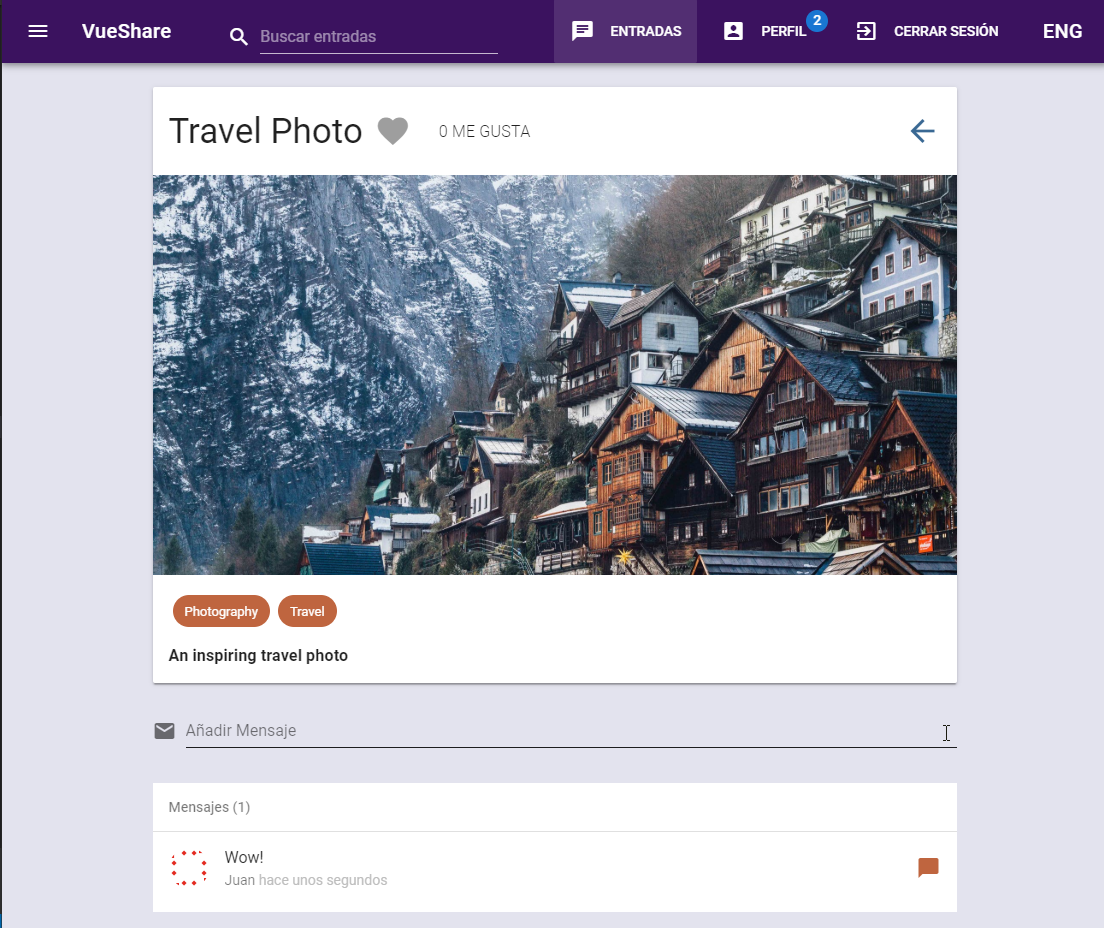 VueShare
Buscar entradas
ENTRADAS
PERFIL
2
CERRAR SESIÓN
ENG
Travel Photo
0 ME GUSTA
Photography
Travel
An inspiring travel photo
Añadir Mensaje
Mensajes (1)
Wow!
Juan hace unos segundos